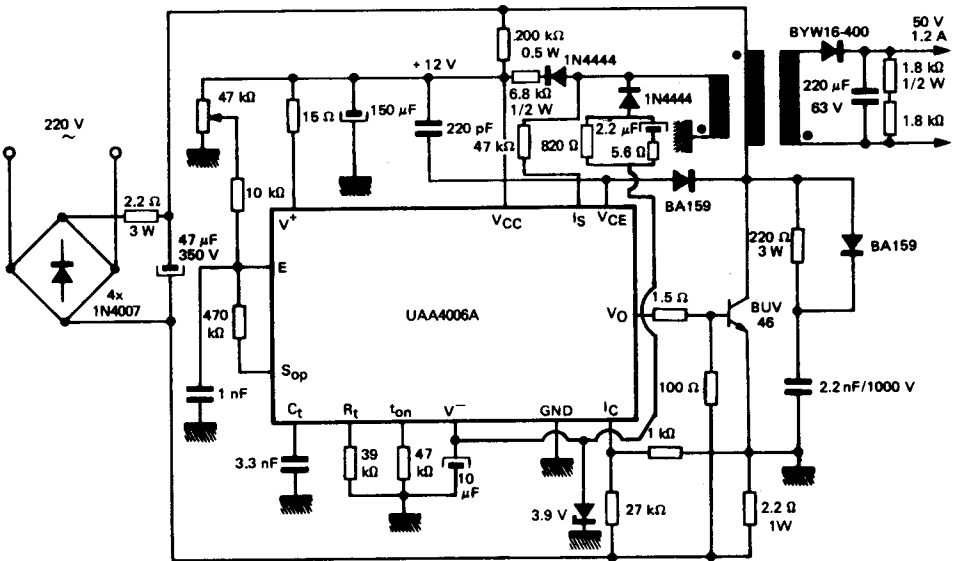 50 V
1.2 A
BYW16-400
200 kΩ
0.5 W
1N4444
+ 12 V
6.8 kΩ
1/2 W
1N4444
1.8 kΩ
1/2 W
220 µF
63 V
1.8 kΩ
47 kΩ
15 Ω
150 µF
220 pF
47 kΩ
820 Ω
2.2 µF
5.6 Ω
220 V
~
10 kΩ
2.2 Ω
3 W
BA159
V+
VCC
IS
VCE
47 µF
350 V
220 Ω
3 W
BA159
E
4x
1N4007
470
kΩ
UAA4006A
VO
1.5 Ω
BUV
46
Sop
1 nF
100 Ω
2.2 nF/1000 V
Ct
Rt
ton
V−
GND
IC
1 kΩ
3.3 nF
39
kΩ
47
kΩ
10
µF
3.9 V
27 kΩ
2.2 Ω
1W